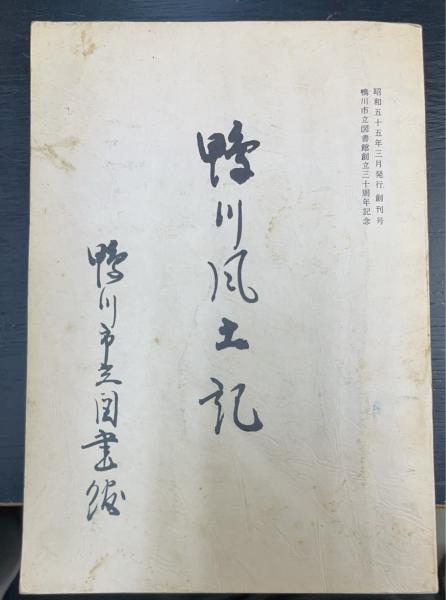 昭和五十五年三月発行 創刊号
鴨川市立図書館創立三十周年記念
鴨川风土記
鴨川市立図書館